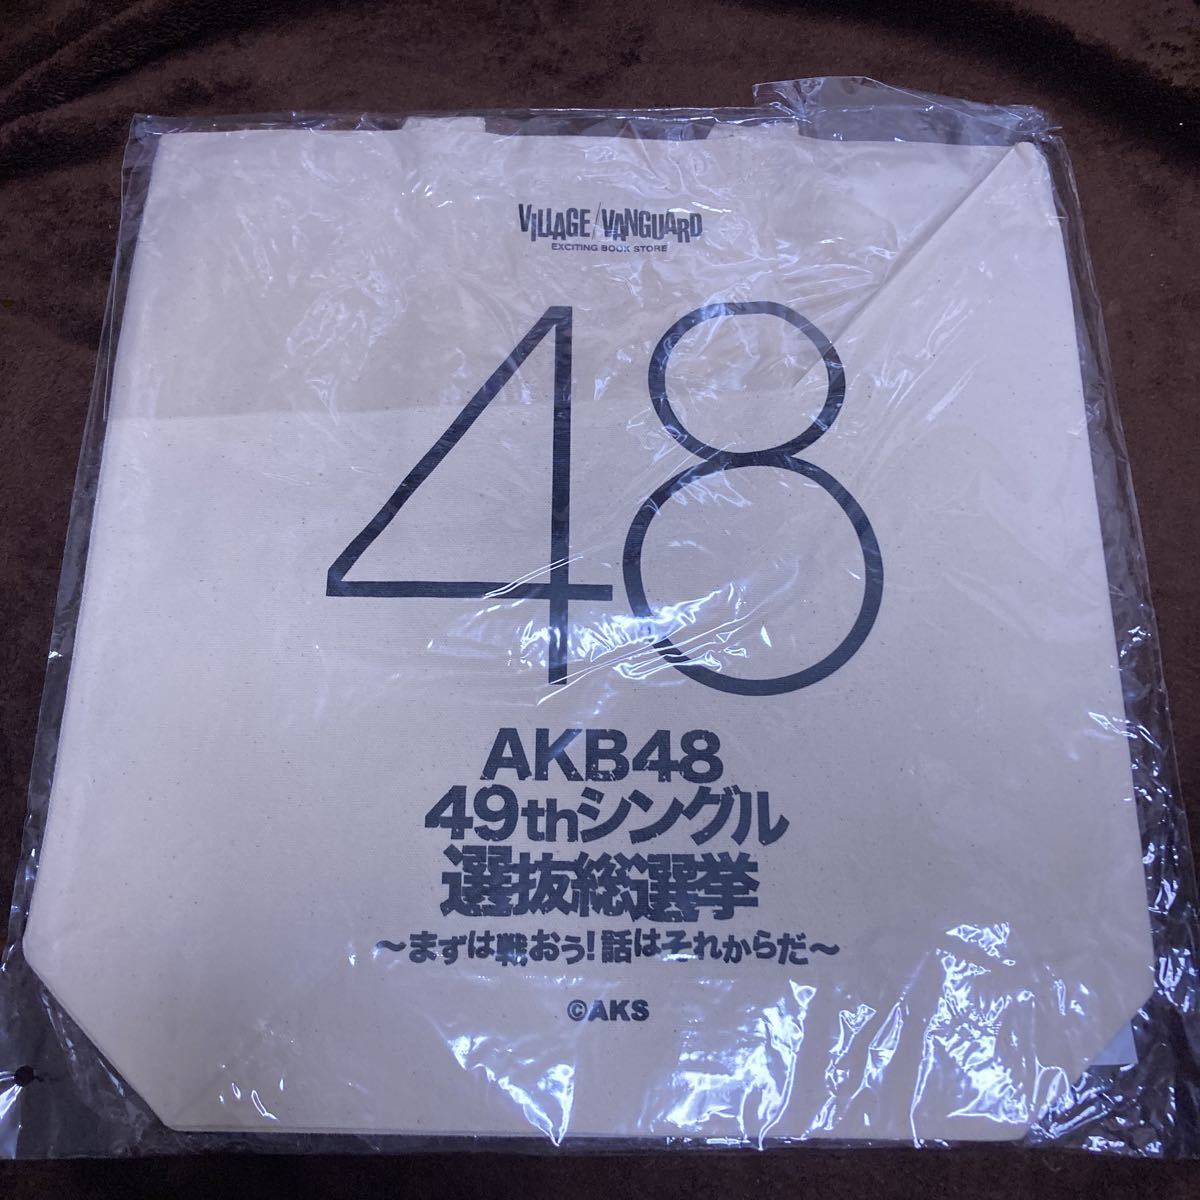 VILLAGE/VANGUARD
EXCITING BOOK STORE
48
AKB48
49thシングル
選抜総選挙
～まずは戦おう!話はそれからだ～
©AKS